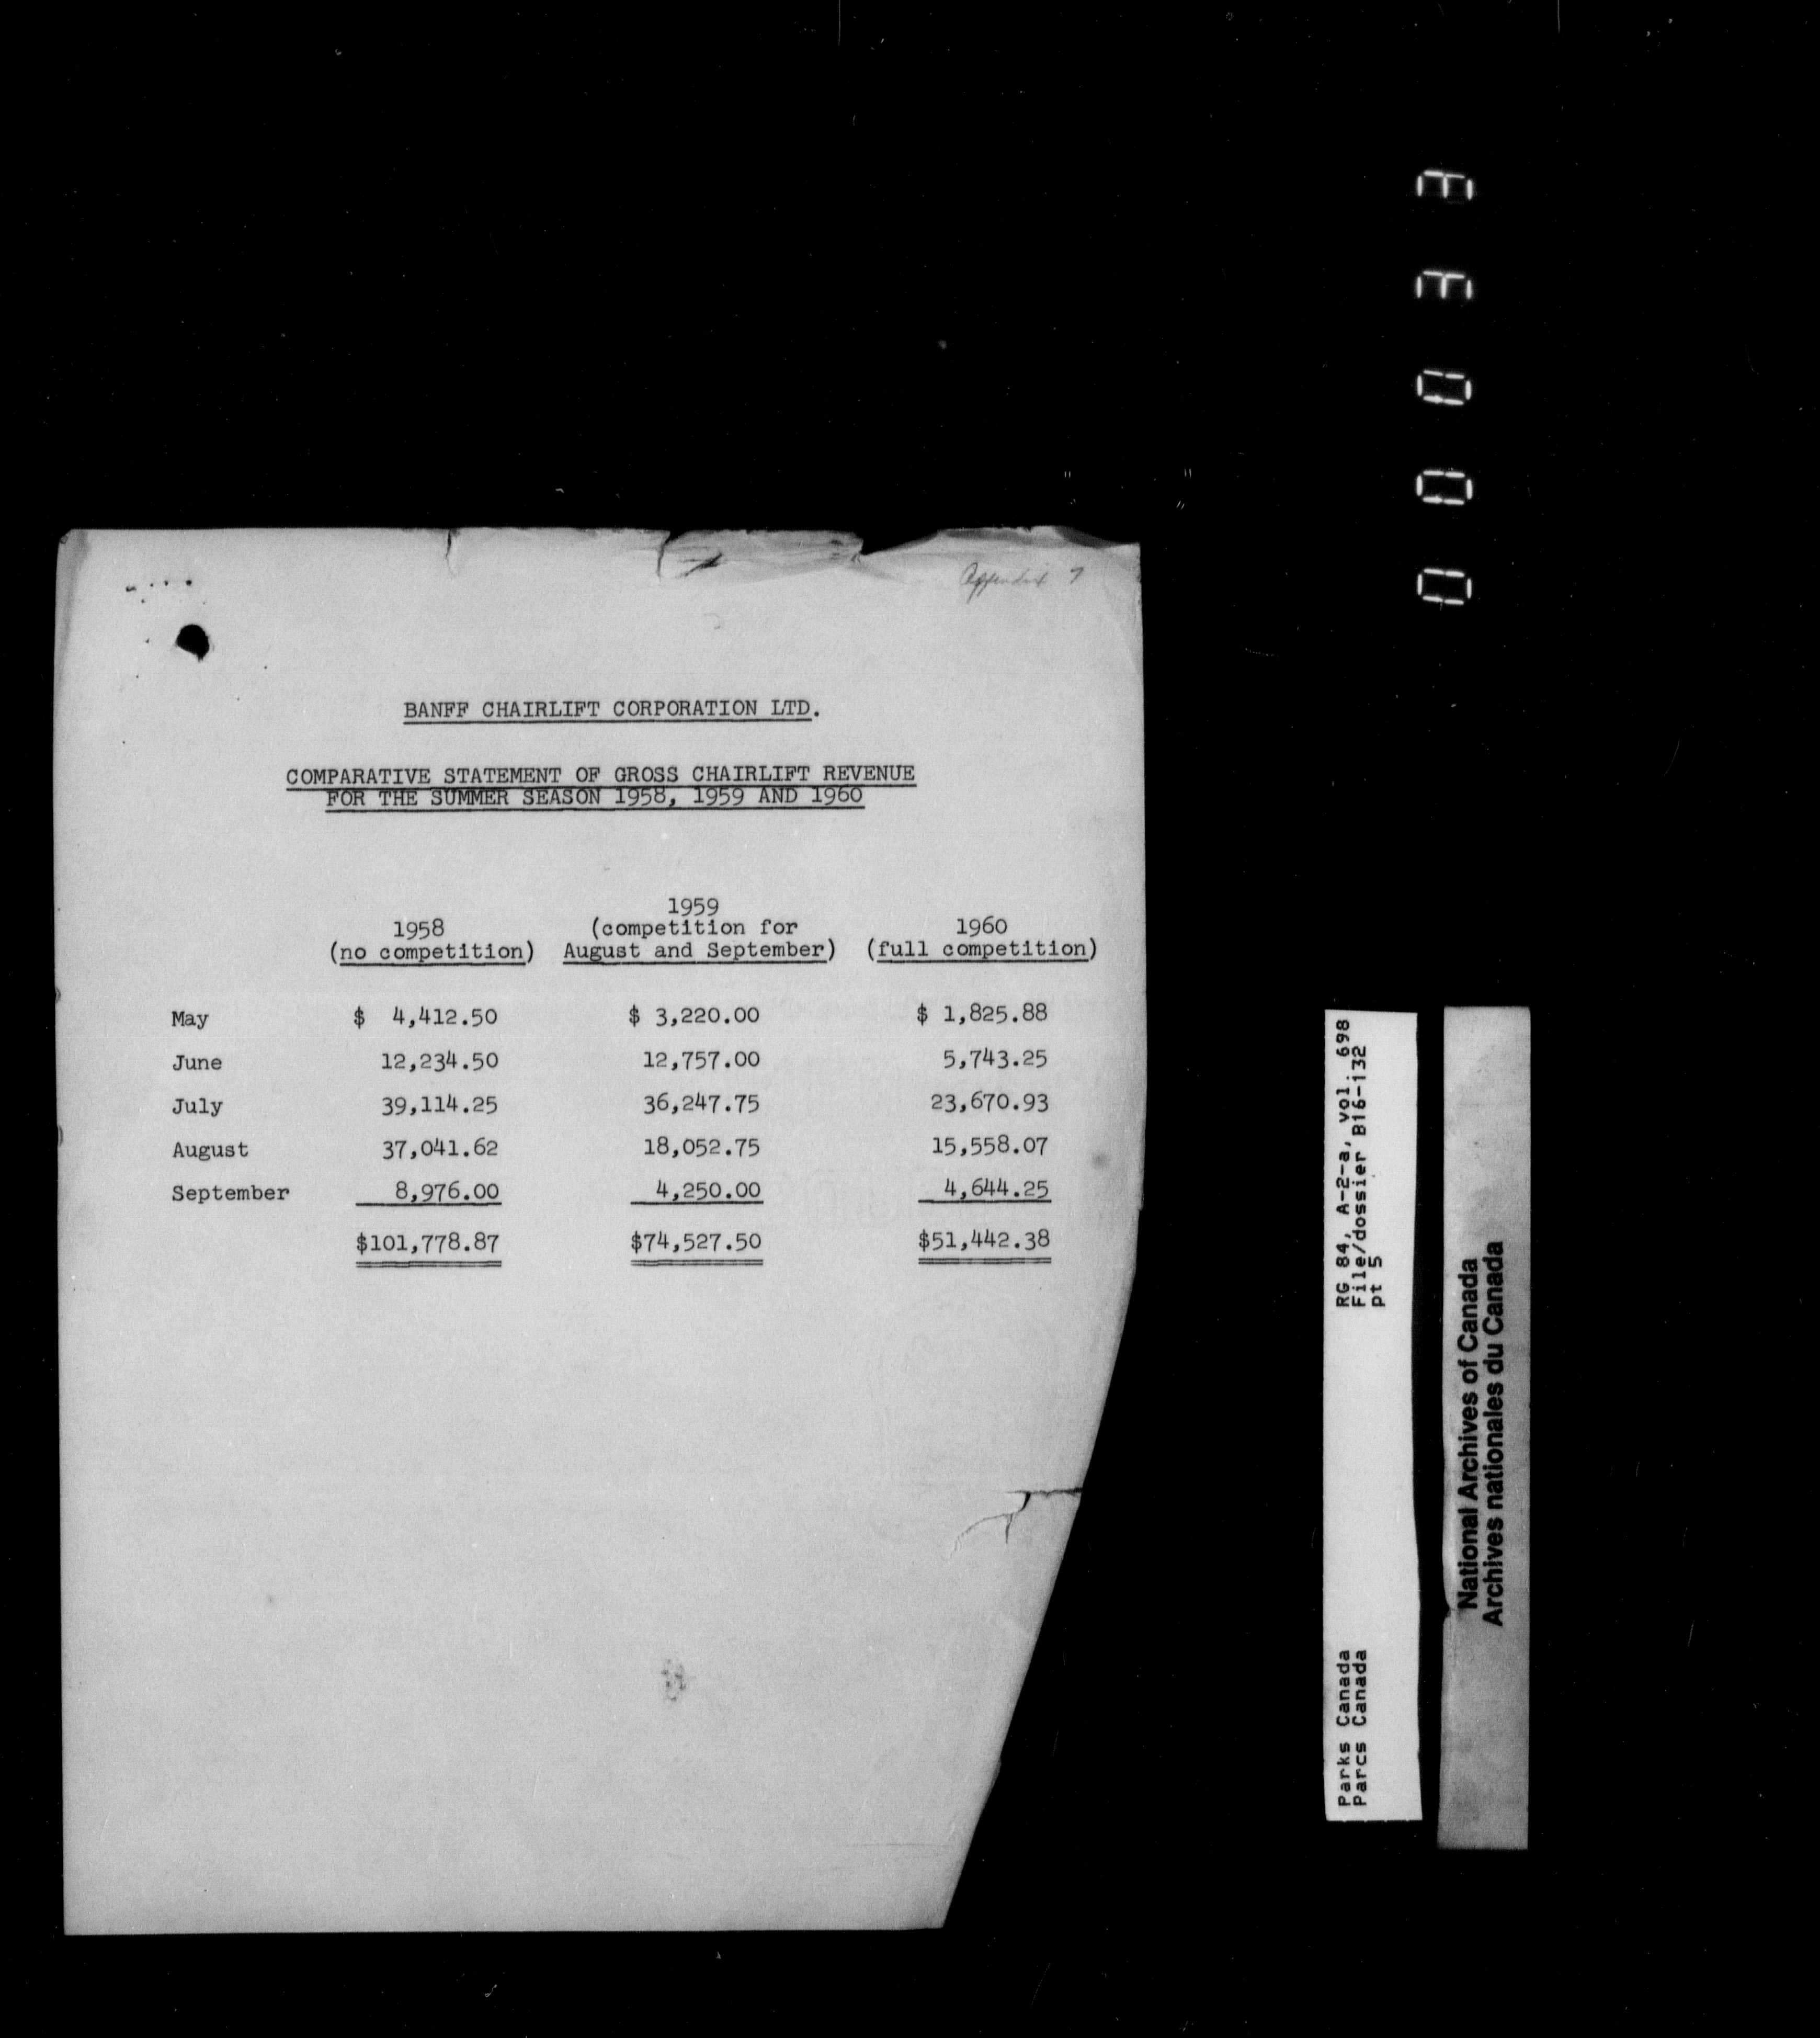 Appendix 7
BANFF CHAIRLIFT CORPORATION LTD.
COMPARATIVE STATEMENT OF GROSS CHAIRLIFT REVENUE
FOR THE SUMMER SEASON 1958, 1959 AND 1960
1958 (no competition) 1959 (competition for August and September) 1960 (full competition)
May $ 4,412.50 $ 3,220.00 $ 1,825.88
June 12,234.50 12,757.00 5,743.25
July 39,114.25 36,247.75 23,670.93
August 37,041.62 18,052.75 15,558.07
September 8,976.00 4,250.00 4,644.25
$101,778.87 $74,527.50 $51,442.38
00033
RG 84, A-2-a, vol. 698
File/dossier B16-132
pt 5
Parks Canada
Parcs Canada
National Archives of Canada
Archives nationales du Canada